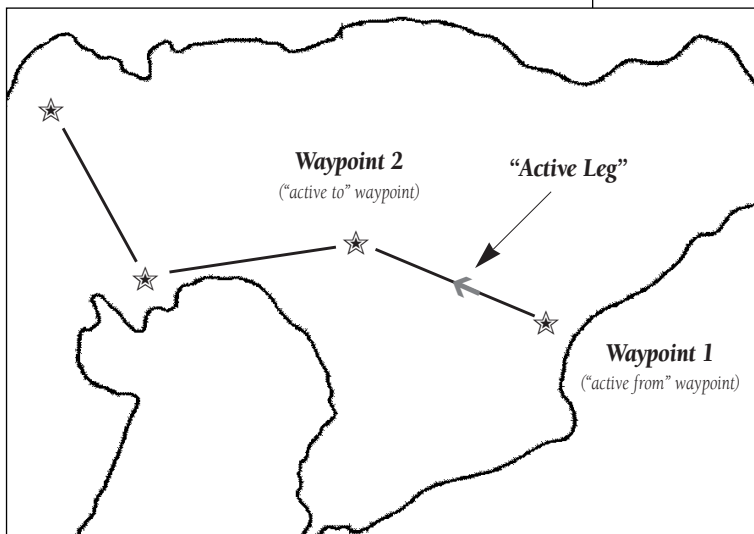 Waypoint 2
(“active to” waypoint)
“Active Leg”
Waypoint 1
(“active from” waypoint)